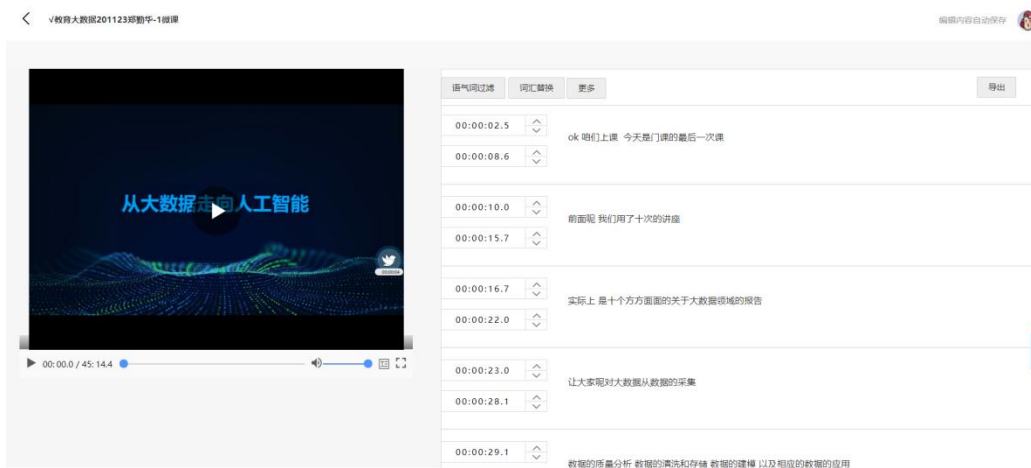 √教育大数据201123郑勤华-1微课
编辑内容自动保存
语气词过滤 词汇替换 更多 导出
00:00:02.5
ok 咱们上课 今天是门课的最后一次课
00:00:08.6
从大数据走向人工智能
00:00:10.0
前面呢 我们用了十次的讲座
00:00:15.7
00:00:04
00:00:16.7
实际上 是十个方方面面的关于大数据领域的报告
00:00:22.0
00:00.0 / 45:14.4
00:00:23.0
让大家呢对大数据从数据的采集
00:00:28.1
00:00:29.1
数据的质量分析 数据的清洗和存储 数据的建模 以及相应的数据的应用